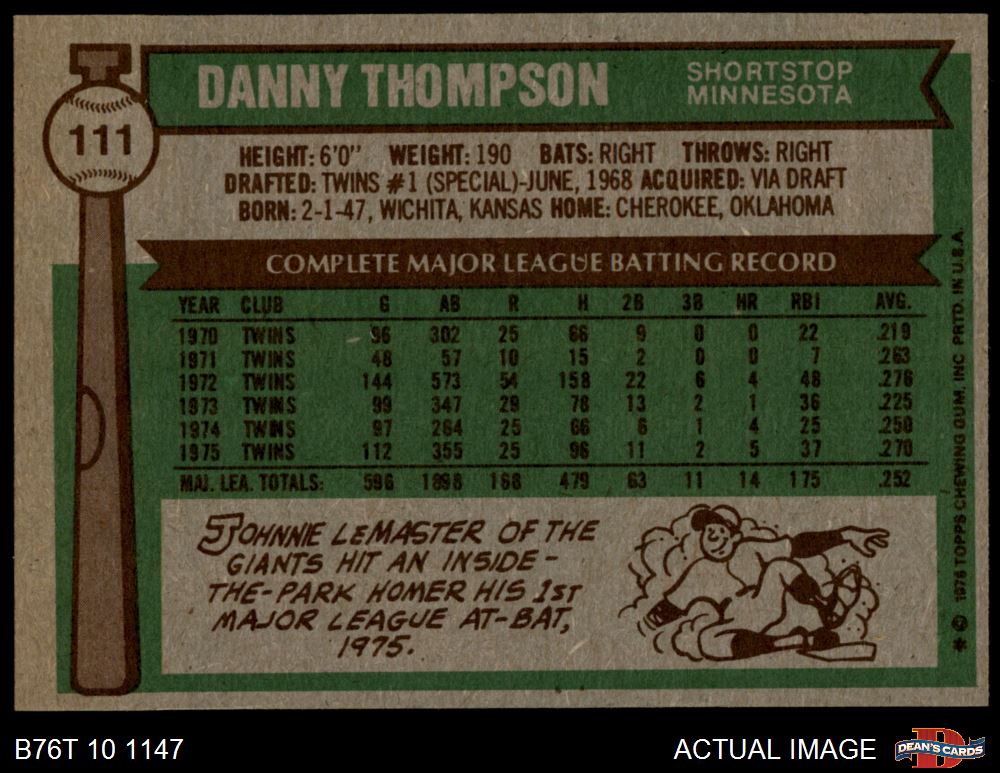 111
DANNY THOMPSON
SHORTSTOP
MINNESOTA
HEIGHT: 6'0" WEIGHT: 190 BATS: RIGHT THROWS: RIGHT
DRAFTED: TWINS #1 (SPECIAL)-JUNE, 1968 ACQUIRED: VIA DRAFT
BORN: 2-1-47, WICHITA, KANSAS HOME: CHEROKEE, OKLAHOMA
COMPLETE MAJOR LEAGUE BATTING RECORD
YEAR CLUB G AB R H 2B 3B HR RBI AVG.
1970 TWINS 96 302 25 66 9 0 0 22 .219
1971 TWINS 48 57 10 15 2 0 0 7 .263
1972 TWINS 144 573 54 158 22 6 4 48 .276
1973 TWINS 99 347 29 78 13 2 1 36 .225
1974 TWINS 97 264 25 66 6 1 4 25 .250
1975 TWINS 112 355 25 96 11 2 5 37 .270
MAJ. LEA. TOTALS: 596 1898 168 479 63 11 14 175 .252
JOHNNIE LeMASTER OF THE
GIANTS HIT AN INSIDE-
THE-PARK HOMER HIS 1ST
MAJOR LEAGUE AT-BAT,
1975.
* © 1976 TOPPS CHEWING GUM, INC PRTD. IN U.S.A.
B76T 10 1147
ACTUAL IMAGE
D
DEAN'S CARDS